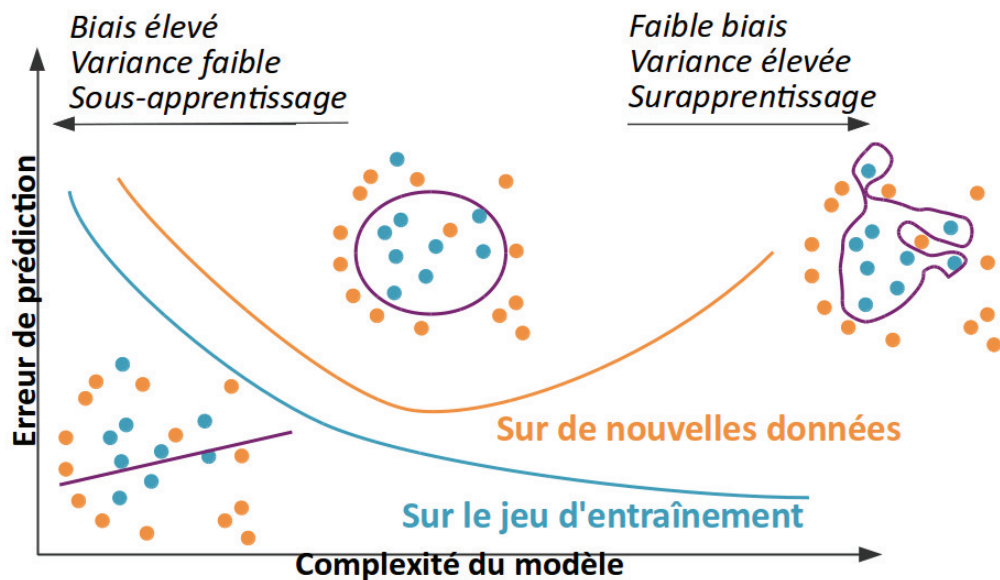 Biais élevé
Variance faible
Sous-apprentissage
Faible biais
Variance élevée
Surapprentissage
Erreur de prédiction
Sur de nouvelles données
Sur le jeu d'entraînement
Complexité du modèle